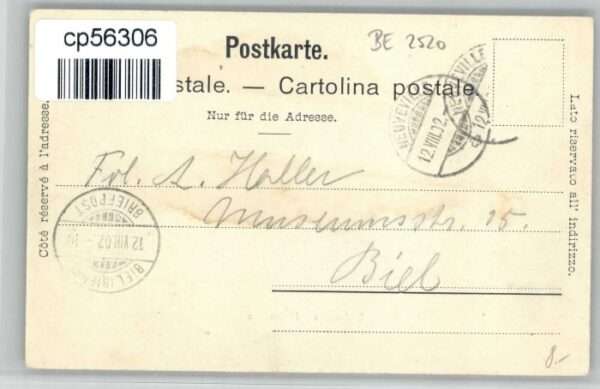 cp56306
BE 2520
Postkarte.
stale. — Cartolina postale.
Nur für die Adresse.
Côté réservé à l'adresse.
Lato riservato all' indirizzo.
NEUVEVILLE
12.VIII.02
Frl. A. Haller
Museumsstr. 15.
Biel
BRIEFPOST
12 VIII 02
8.-